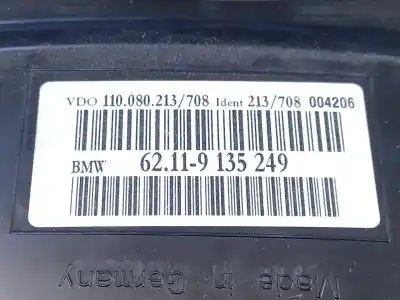 VDO 110.080.213/708 Ident 213/708 004206
BMW 62.11-9 135 249
Made in Germany